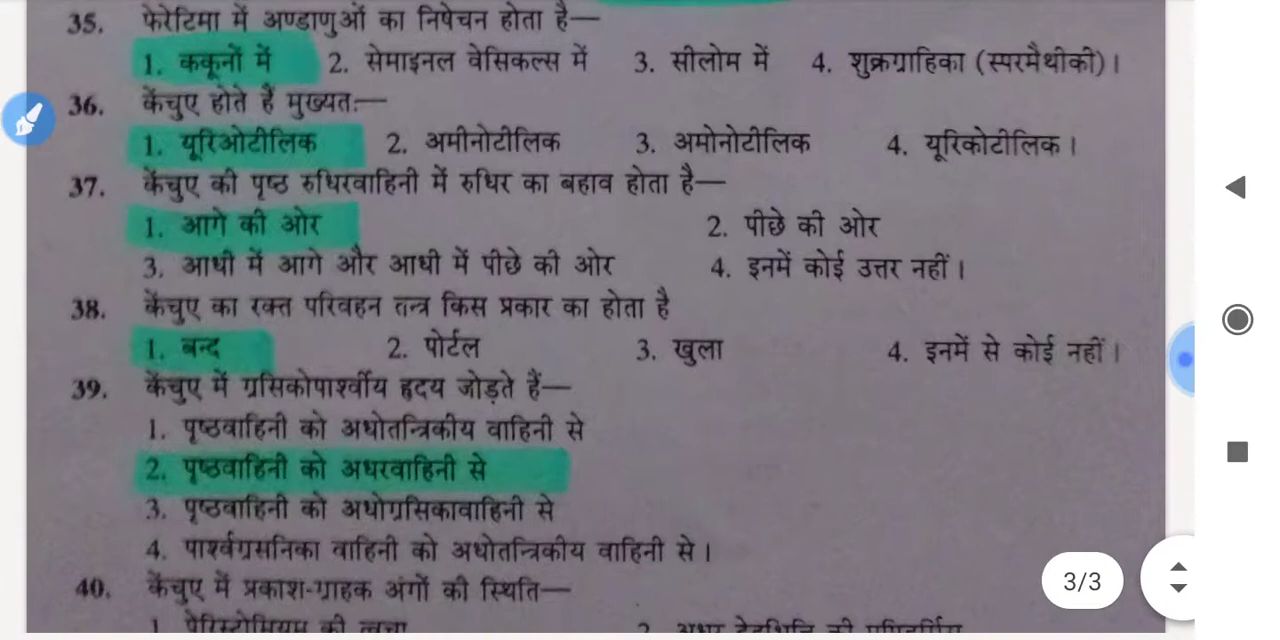 35. फेरेटिमा में अण्डाणुओं का निषेचन होता है—
1. ककूनों में 2. सेमाइनल वेसिकल्स में 3. सीलोम में 4. शुक्रग्राहिका (स्परमैथीकी)।
36. केंचुए होते हैं मुख्यतः—
1. यूरिओटीलिक 2. अमीनोटीलिक 3. अमोनोटीलिक 4. यूरिकोटीलिक।
37. केंचुए की पृष्ठ रुधिरवाहिनी में रुधिर का बहाव होता है—
1. आगे की ओर 2. पीछे की ओर
3. आधी में आगे और आधी में पीछे की ओर 4. इनमें कोई उत्तर नहीं।
38. केंचुए का रक्त परिवहन तन्त्र किस प्रकार का होता है
1. बन्द 2. पोर्टल 3. खुला 4. इनमें से कोई नहीं।
39. केंचुए में ग्रसिकोपार्श्वीय हृदय जोड़ते हैं—
1. पृष्ठवाहिनी को अधोतन्त्रिकीय वाहिनी से
2. पृष्ठवाहिनी को अधरवाहिनी से
3. पृष्ठवाहिनी को अधोग्रसिकावाहिनी से
4. पार्श्वग्रसनिका वाहिनी को अधोतन्त्रिकीय वाहिनी से।
3/3
40. केंचुए में प्रकाश-ग्राहक अंगों की स्थिति—
1. पेरिस्टोमियम की त्वचा 2.